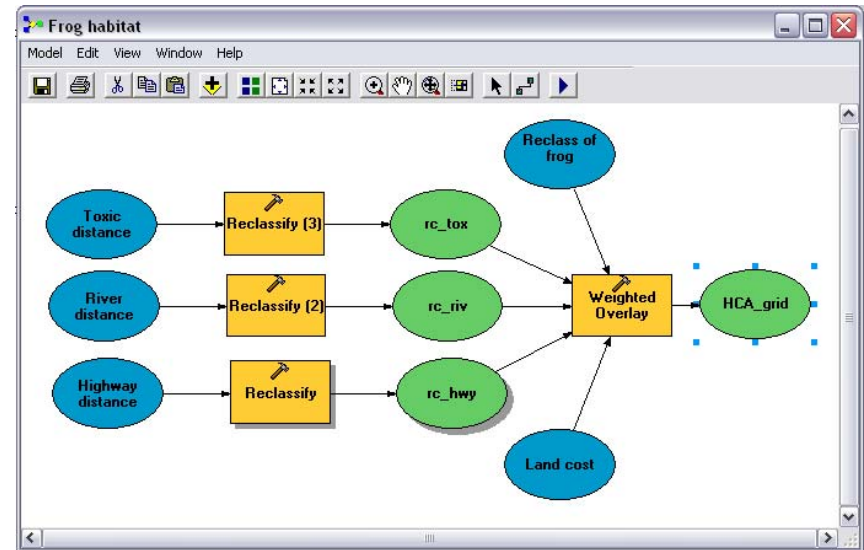 Frog habitat
Model Edit View Window Help
Reclass of
frog
Toxic
distance
Reclassify (3)
rc_tox
River
distance
Reclassify (2)
rc_riv
Weighted
Overlay
HCA_grid
Highway
distance
Reclassify
rc_hwy
Land cost